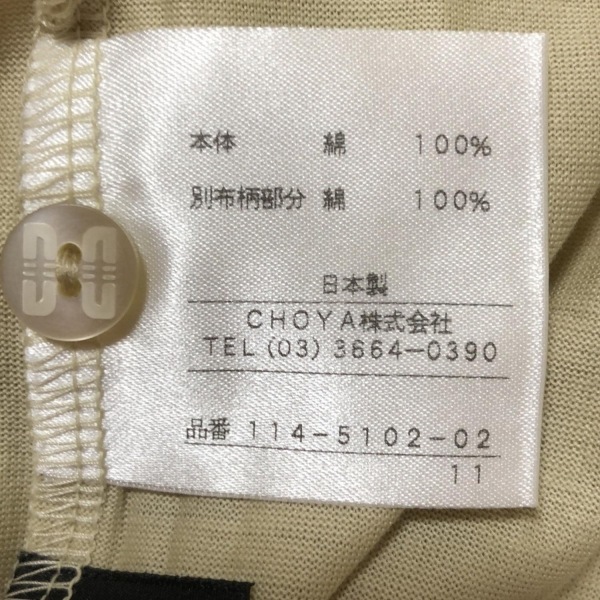 本体 綿 100%
別布柄部分 綿 100%
日本製
CHOYA株式会社
TEL(03)3664-0390
品番 114-5102-02
11